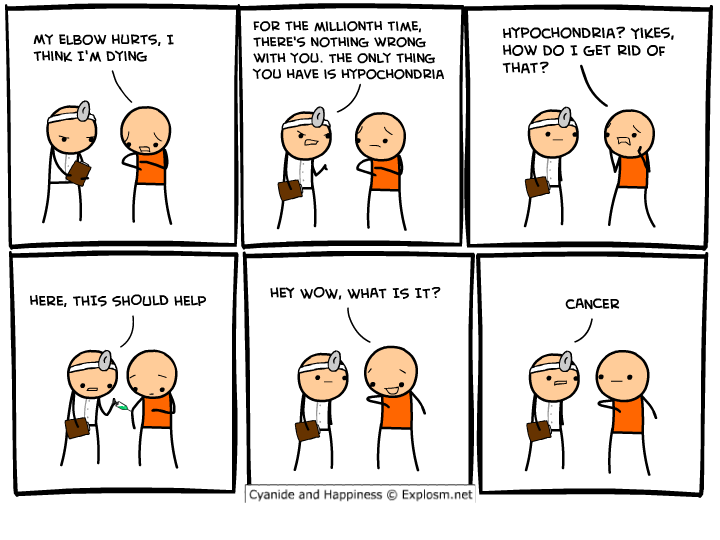 MY ELBOW HURTS, I
THINK I'M DYING
FOR THE MILLIONTH TIME,
THERE'S NOTHING WRONG
WITH YOU. THE ONLY THING
YOU HAVE IS HYPOCHONDRIA
HYPOCHONDRIA? YIKES,
HOW DO I GET RID OF
THAT?
HERE, THIS SHOULD HELP
HEY WOW, WHAT IS IT?
CANCER
Cyanide and Happiness © Explosm.net